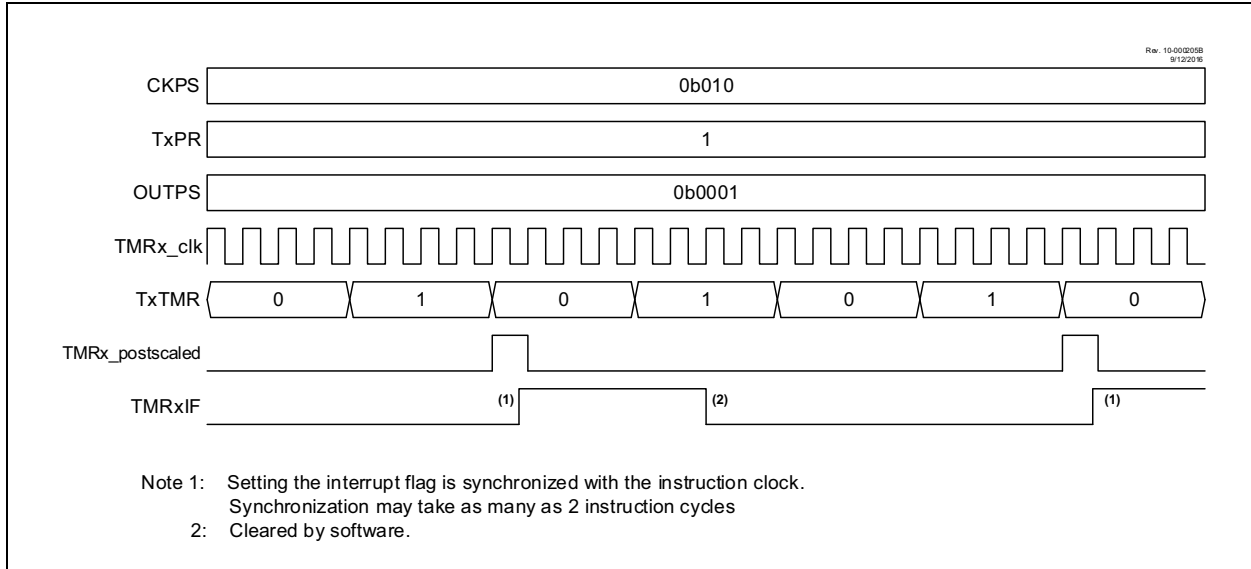 Rev. 10-000205B
9/12/2016
CKPS 0b010
TxPR 1
OUTPS 0b0001
TMRx_clk
TxTMR 0 1 0 1 0 1 0
TMRx_postscaled
TMRxIF (1) (2) (1)
Note 1: Setting the interrupt flag is synchronized with the instruction clock.
Synchronization may take as many as 2 instruction cycles
2: Cleared by software.